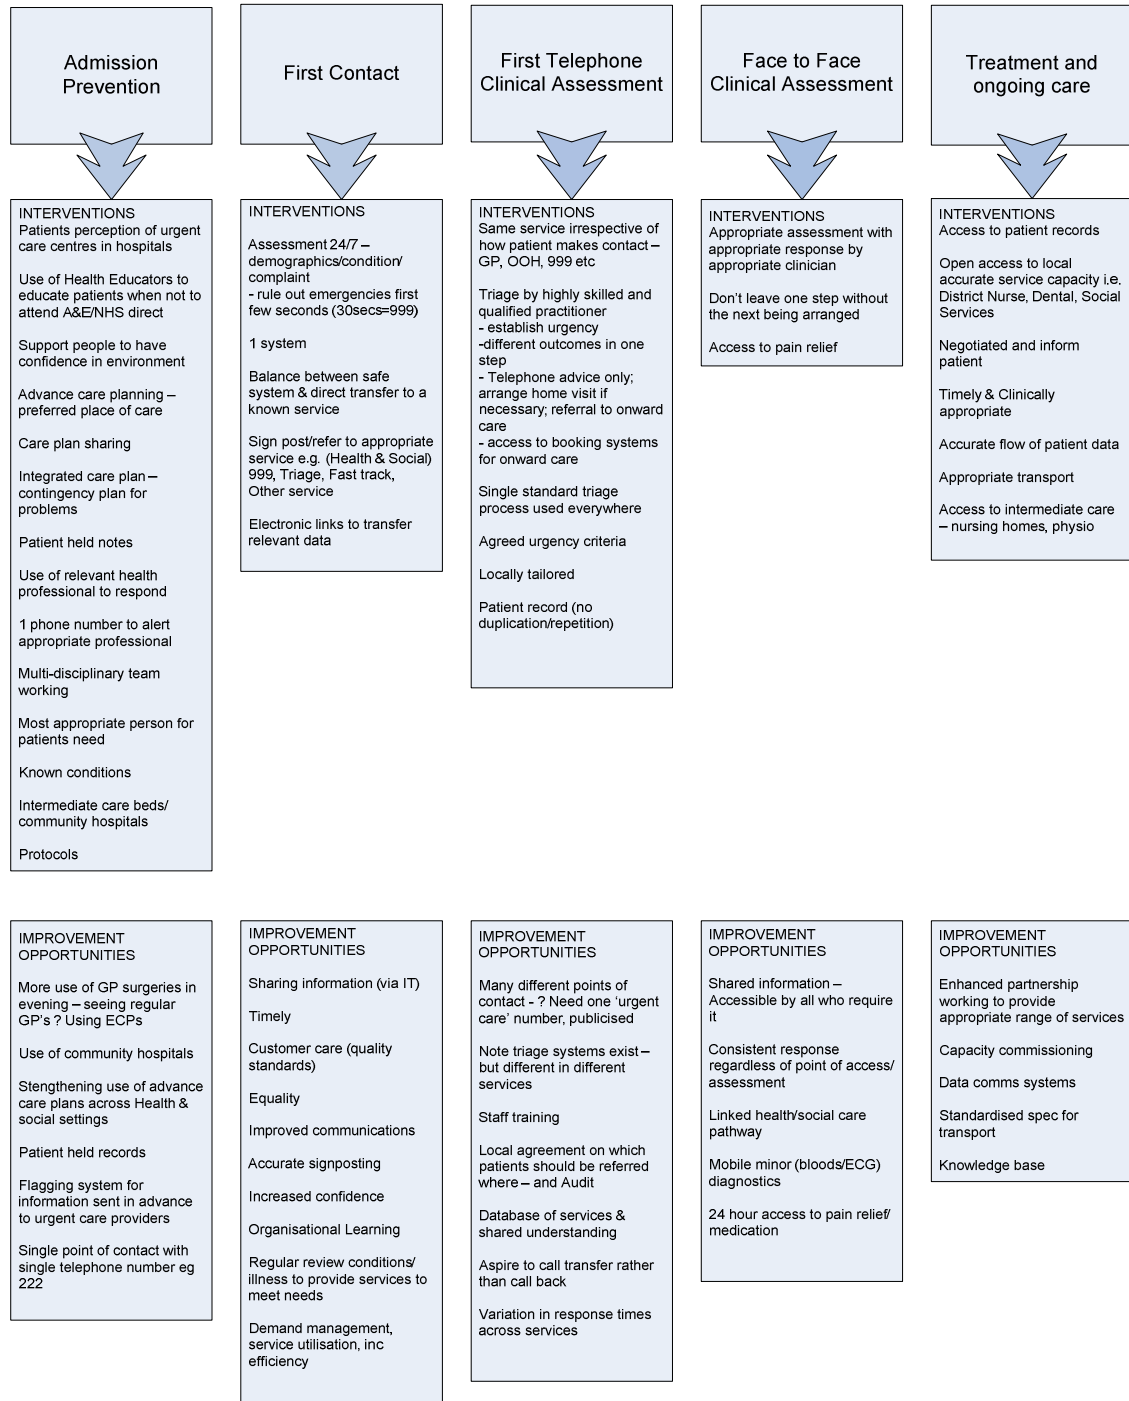 Admission
Prevention
First Contact
First Telephone
Clinical Assessment
Face to Face
Clinical Assessment
Treatment and
ongoing care
INTERVENTIONS
Patients perception of urgent
care centres in hospitals
Use of Health Educators to
educate patients when not to
attend A&E/NHS direct
Support people to have
confidence in environment
Advance care planning –
preferred place of care
Care plan sharing
Integrated care plan –
contingency plan for
problems
Patient held notes
Use of relevant health
professional to respond
1 phone number to alert
appropriate professional
Multi-disciplinary team
working
Most appropriate person for
patients need
Known conditions
Intermediate care beds/
community hospitals
Protocols
INTERVENTIONS
Assessment 24/7 –
demographics/condition/
complaint
- rule out emergencies first
few seconds (30secs=999)
1 system
Balance between safe
system & direct transfer to a
known service
Sign post/refer to appropriate
service e.g. (Health & Social)
999, Triage, Fast track,
Other service
Electronic links to transfer
relevant data
INTERVENTIONS
Same service irrespective of
how patient makes contact –
GP, OOH, 999 etc
Triage by highly skilled and
qualified practitioner
- establish urgency
-different outcomes in one
step
- Telephone advice only;
arrange home visit if
necessary; referral to onward
care
- access to booking systems
for onward care
Single standard triage
process used everywhere
Agreed urgency criteria
Locally tailored
Patient record (no
duplication/repetition)
INTERVENTIONS
Appropriate assessment with
appropriate response by
appropriate clinician
Don't leave one step without
the next being arranged
Access to pain relief
INTERVENTIONS
Access to patient records
Open access to local
accurate service capacity i.e.
District Nurse, Dental, Social
Services
Negotiated and inform
patient
Timely & Clinically
appropriate
Accurate flow of patient data
Appropriate transport
Access to intermediate care
– nursing homes, physio
IMPROVEMENT
OPPORTUNITIES
More use of GP surgeries in
evening – seeing regular
GP's ? Using ECPs
Use of community hospitals
Stengthening use of advance
care plans across Health &
social settings
Patient held records
Flagging system for
information sent in advance
to urgent care providers
Single point of contact with
single telephone number eg
222
IMPROVEMENT
OPPORTUNITIES
Sharing information (via IT)
Timely
Customer care (quality
standards)
Equality
Improved communications
Accurate signposting
Increased confidence
Organisational Learning
Regular review conditions/
illness to provide services to
meet needs
Demand management,
service utilisation, inc
efficiency
IMPROVEMENT
OPPORTUNITIES
Many different points of
contact - ? Need one 'urgent
care' number, publicised
Note triage systems exist –
but different in different
services
Staff training
Local agreement on which
patients should be referred
where – and Audit
Database of services &
shared understanding
Aspire to call transfer rather
than call back
Variation in response times
across services
IMPROVEMENT
OPPORTUNITIES
Shared information –
Accessible by all who require
it
Consistent response
regardless of point of access/
assessment
Linked health/social care
pathway
Mobile minor (bloods/ECG)
diagnostics
24 hour access to pain relief/
medication
IMPROVEMENT
OPPORTUNITIES
Enhanced partnership
working to provide
appropriate range of services
Capacity commissioning
Data comms systems
Standardised spec for
transport
Knowledge base